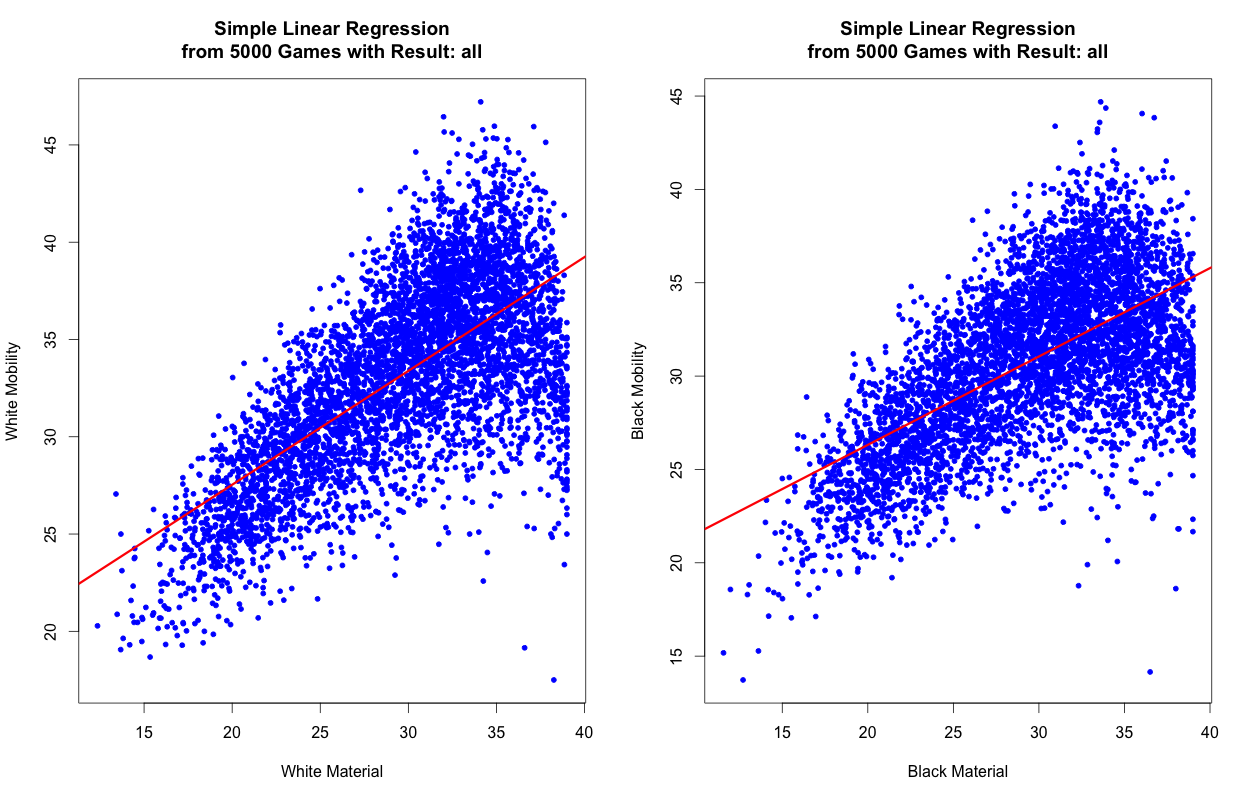 Simple Linear Regression
from 5000 Games with Result: all
45
40
35
30
25
20
White Mobility
15 20 25 30 35 40
White Material
Simple Linear Regression
from 5000 Games with Result: all
45
40
35
30
25
20
15
Black Mobility
15 20 25 30 35 40
Black Material